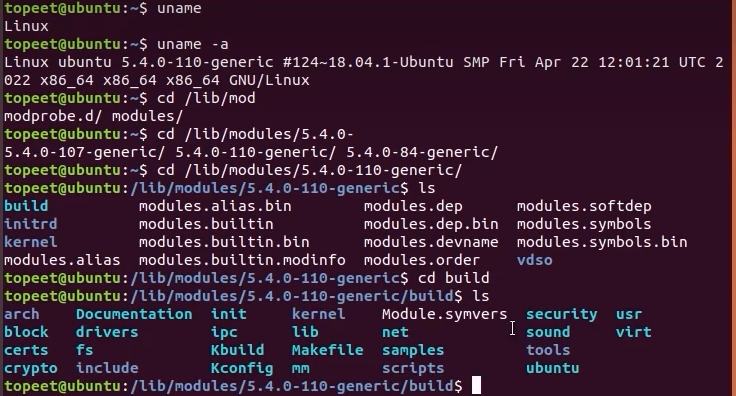 topeet@ubuntu:~$ uname
Linux
topeet@ubuntu:~$ uname -a
Linux ubuntu 5.4.0-110-generic #124~18.04.1-Ubuntu SMP Fri Apr 22 12:01:21 UTC 2
022 x86_64 x86_64 x86_64 GNU/Linux
topeet@ubuntu:~$ cd /lib/mod
modprobe.d/ modules/
topeet@ubuntu:~$ cd /lib/modules/5.4.0-
5.4.0-107-generic/ 5.4.0-110-generic/ 5.4.0-84-generic/
topeet@ubuntu:~$ cd /lib/modules/5.4.0-110-generic/
topeet@ubuntu:/lib/modules/5.4.0-110-generic$ ls
build modules.alias.bin modules.dep modules.softdep
initrd modules.builtin modules.dep.bin modules.symbols
kernel modules.builtin.bin modules.devname modules.symbols.bin
modules.alias modules.builtin.modinfo modules.order vdso
topeet@ubuntu:/lib/modules/5.4.0-110-generic$ cd build
topeet@ubuntu:/lib/modules/5.4.0-110-generic/build$ ls
arch Documentation init kernel Module.symvers security usr
block drivers ipc lib net sound virt
certs fs Kbuild Makefile samples tools
crypto include Kconfig mm scripts ubuntu
topeet@ubuntu:/lib/modules/5.4.0-110-generic/build$